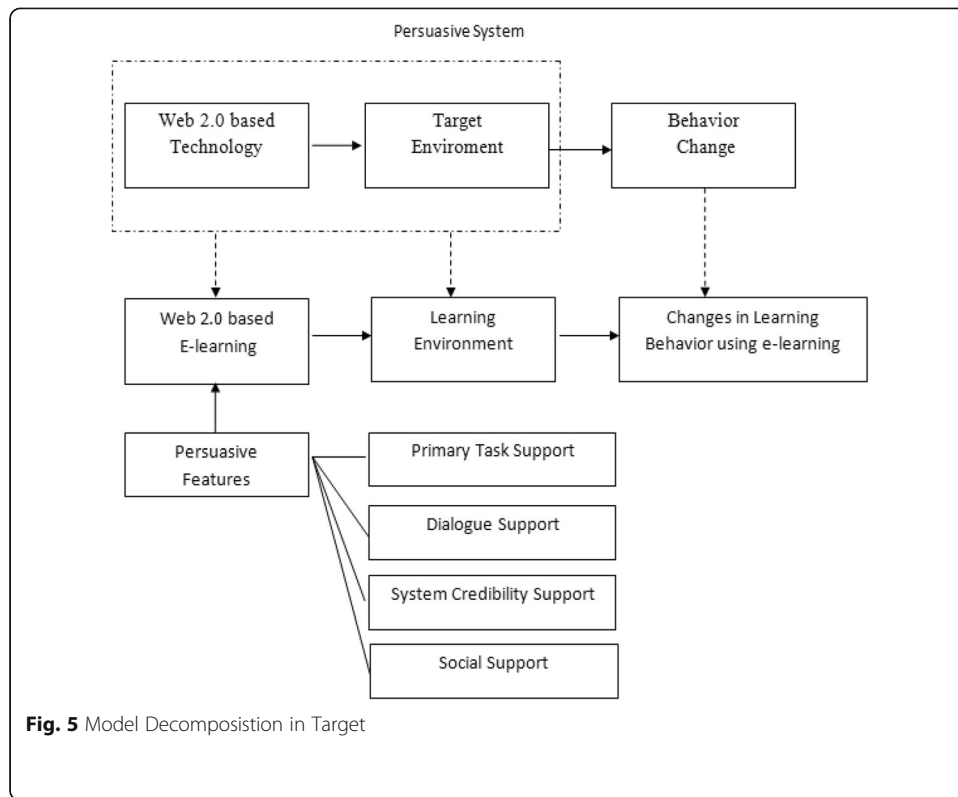 Persuasive System
Web 2.0 based
Technology
Target
Enviroment
Behavior
Change
Web 2.0 based
E-learning
Learning
Environment
Changes in Learning
Behavior using e-learning
Persuasive
Features
Primary Task Support
Dialogue Support
System Credibility Support
Social Support
Fig. 5 Model Decomposistion in Target